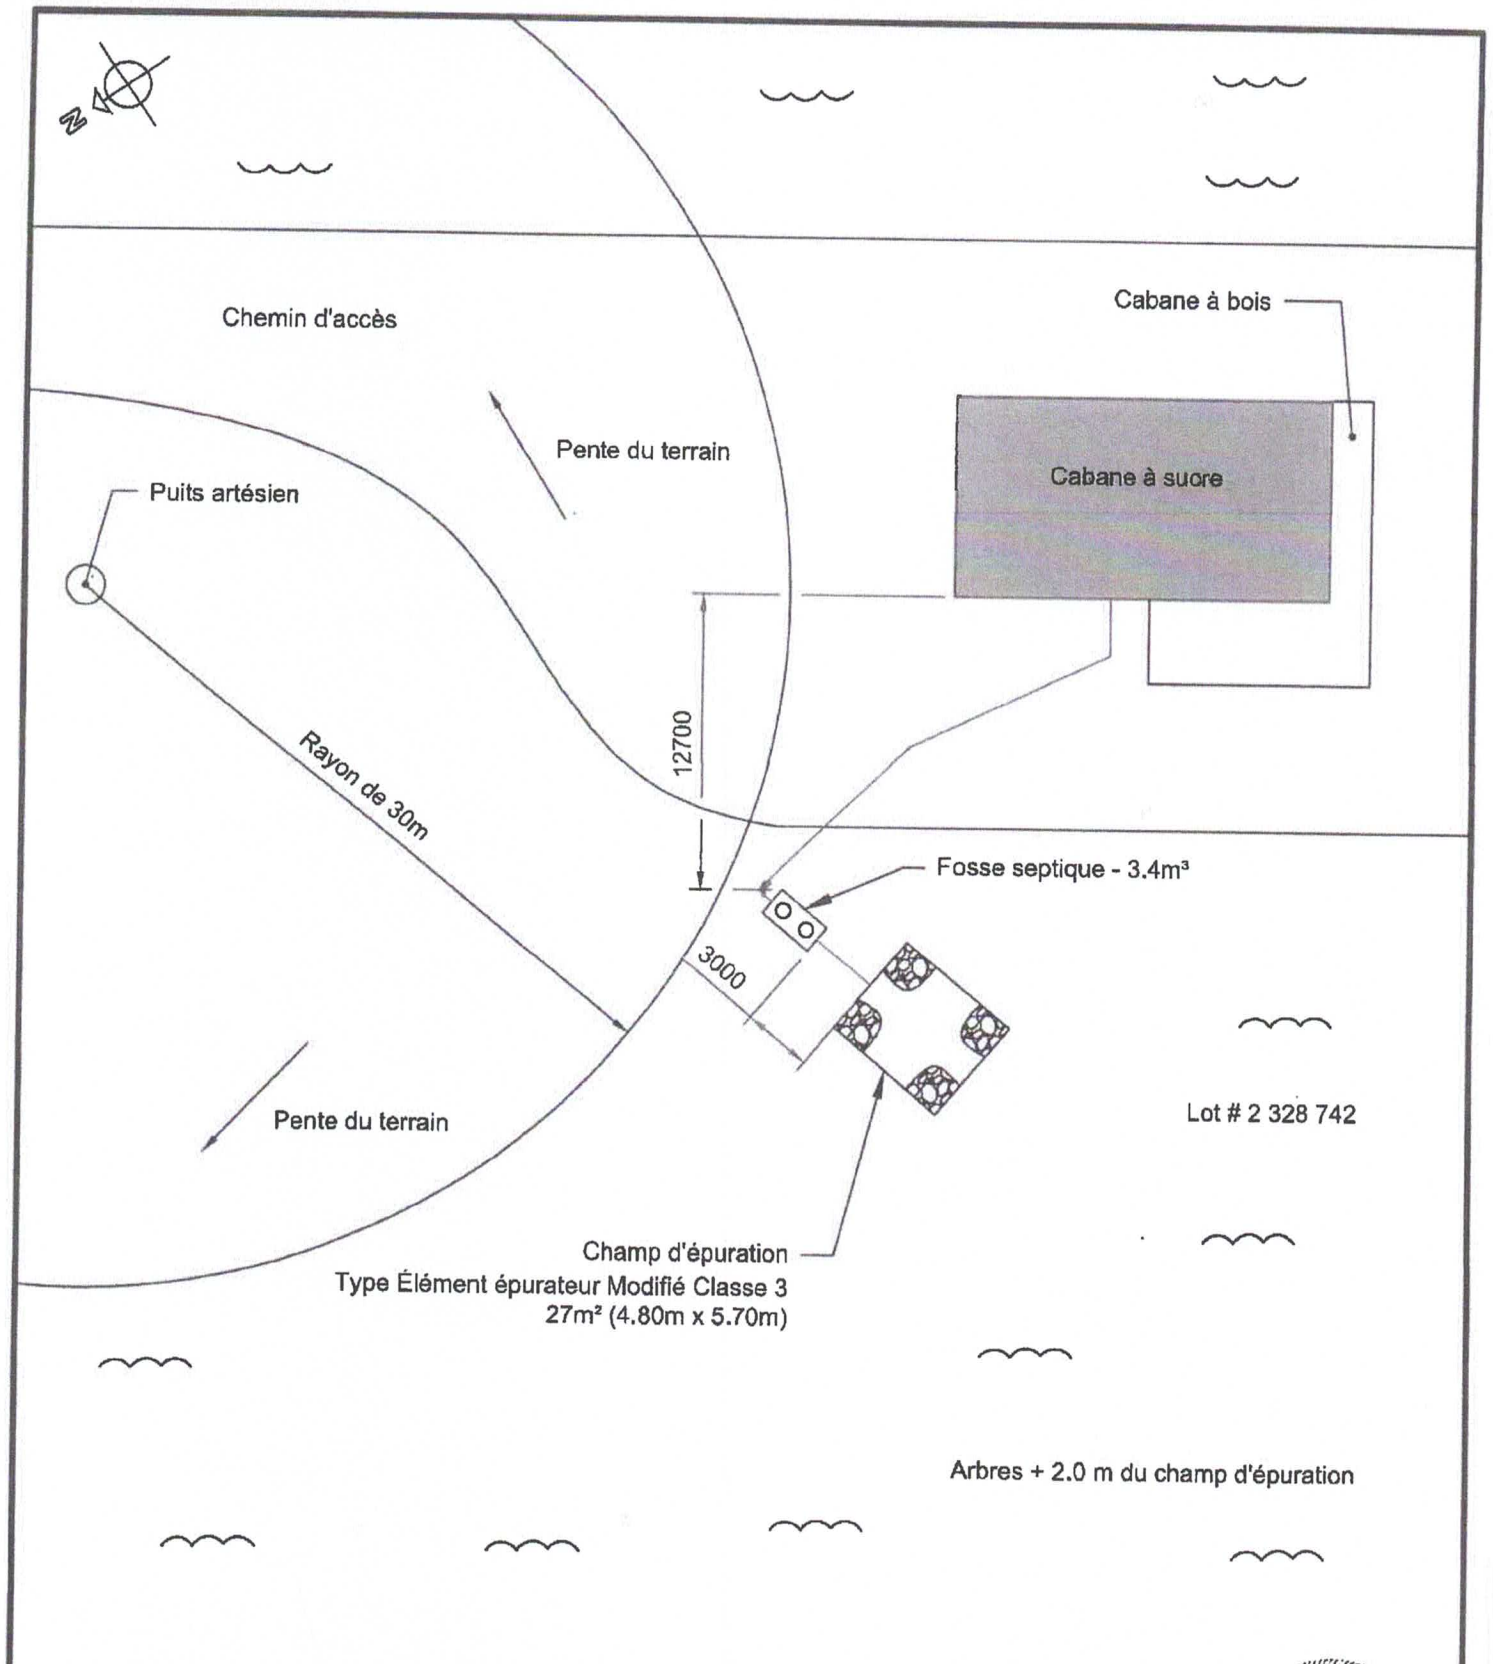 N
Chemin d'accès
Cabane à bois
Pente du terrain
Cabane à sucre
Puits artésien
12700
Rayon de 30m
Fosse septique - 3.4m³
3000
Lot # 2 328 742
Pente du terrain
Champ d'épuration
Type Élément épurateur Modifié Classe 3
27m² (4.80m x 5.70m)
Arbres + 2.0 m du champ d'épuration